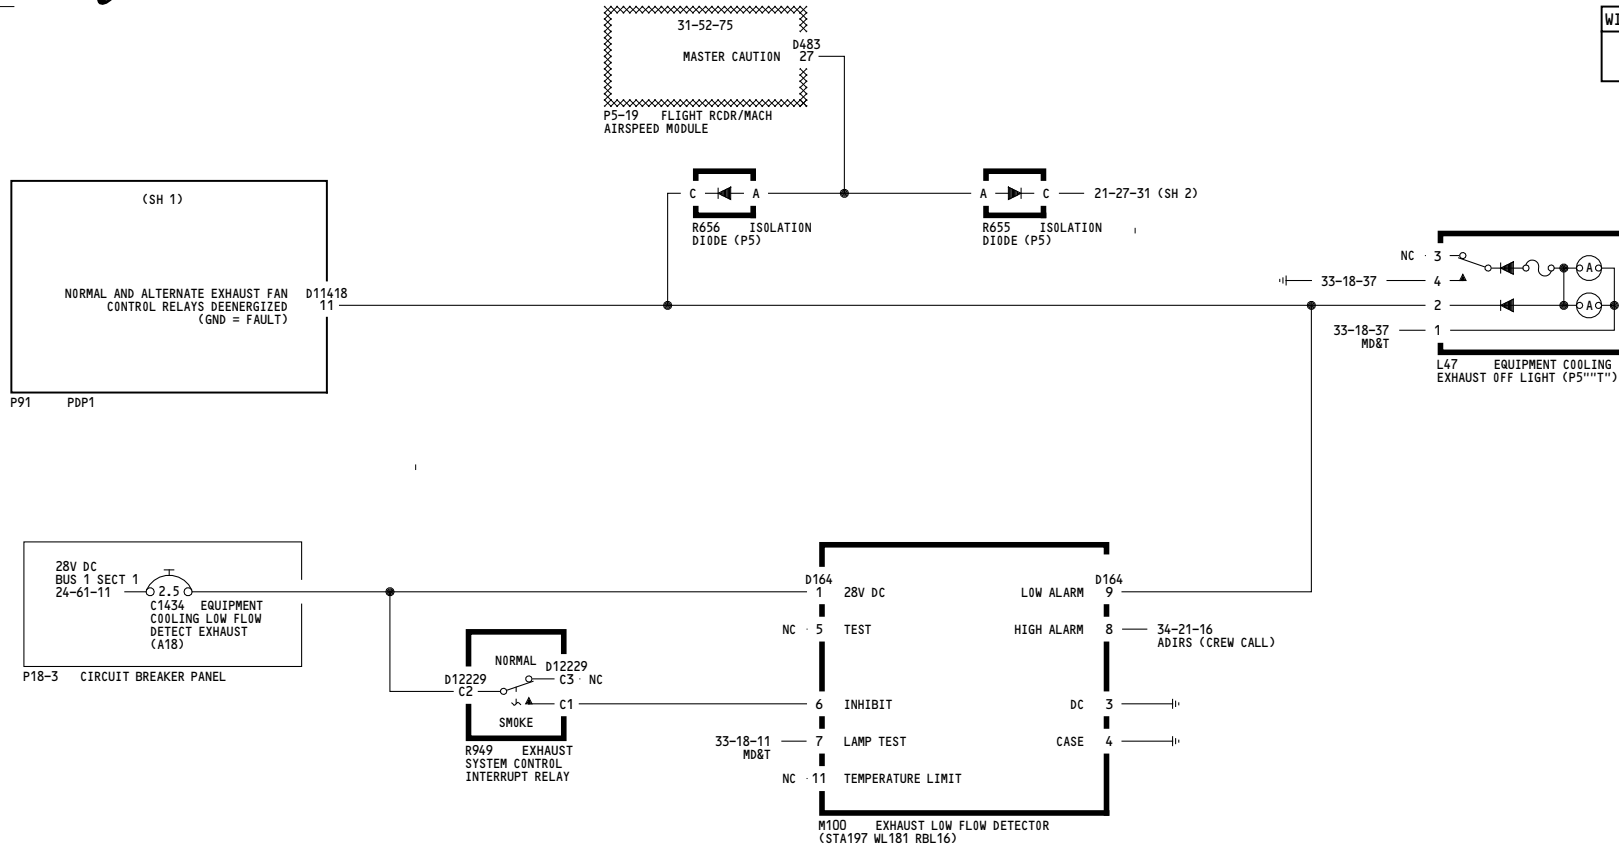 31-52-75
MASTER CAUTION
D483
27
P5-19 FLIGHT RCDR/MACH
AIRSPEED MODULE
WI
(SH 1)
NORMAL AND ALTERNATE EXHAUST FAN
CONTROL RELAYS DEENERGIZED
(GND = FAULT)
D11418
11
P91 PDP1
C A
R656 ISOLATION
DIODE (P5)
A C
21-27-31 (SH 2)
R655 ISOLATION
DIODE (P5)
NC 3
33-18-37 4
2
33-18-37 1
MD&T
A
A
L47 EQUIPMENT COOLING
EXHAUST OFF LIGHT (P5""T")
28V DC
BUS 1 SECT 1
24-61-11
2.5
C1434 EQUIPMENT
COOLING LOW FLOW
DETECT EXHAUST
(A18)
P18-3 CIRCUIT BREAKER PANEL
NORMAL
D12229
C3 NC
D12229
C2
C1
SMOKE
R949 EXHAUST
SYSTEM CONTROL
INTERRUPT RELAY
D164
1 28V DC
NC 5 TEST
6 INHIBIT
33-18-11 7 LAMP TEST
MD&T
NC 11 TEMPERATURE LIMIT
D164
LOW ALARM 9
HIGH ALARM 8 34-21-16
ADIRS (CREW CALL)
DC 3
CASE 4
M100 EXHAUST LOW FLOW DETECTOR
(STA197 WL181 RBL16)